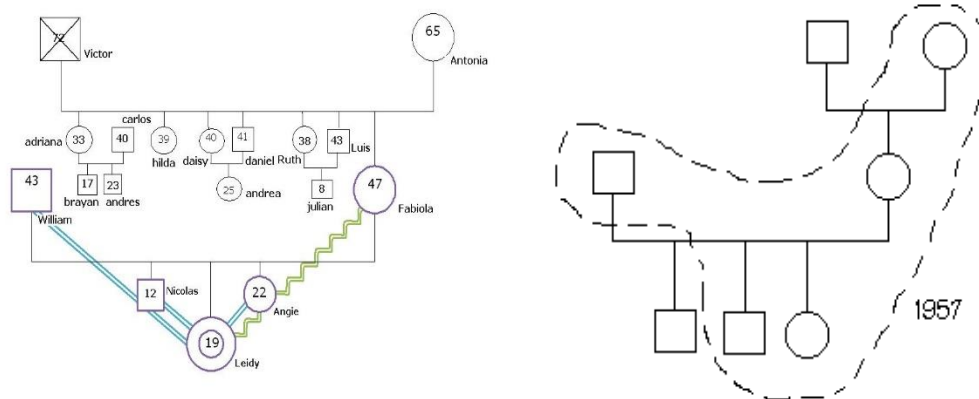 72
Victor
65
Antonia
carlos
adriana
33
40
39
hilda
40
daisy
41
daniel
38
Ruth
43
Luis
17
brayan
23
andres
25
andrea
8
julian
43
William
47
Fabiola
12
Nicolas
22
Angie
19
Leidy
1957